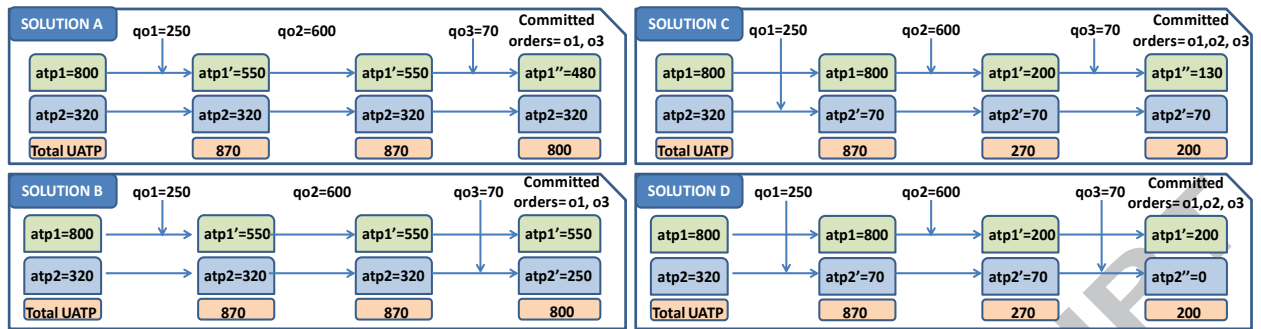 SOLUTION A
qo1=250 qo2=600 qo3=70 Committed
orders= o1, o3
atp1=800 atp1'=550 atp1'=550 atp1''=480
atp2=320 atp2=320 atp2=320 atp2=320
Total UATP 870 870 800
SOLUTION B
qo1=250 qo2=600 qo3=70 Committed
orders= o1, o3
atp1=800 atp1'=550 atp1'=550 atp1'=550
atp2=320 atp2=320 atp2=320 atp2'=250
Total UATP 870 870 800
SOLUTION C
qo1=250 qo2=600 qo3=70 Committed
orders= o1,o2, o3
atp1=800 atp1=800 atp1'=200 atp1''=130
atp2=320 atp2'=70 atp2'=70 atp2'=70
Total UATP 870 270 200
SOLUTION D
qo1=250 qo2=600 qo3=70 Committed
orders= o1,o2, o3
atp1=800 atp1=800 atp1'=200 atp1'=200
atp2=320 atp2'=70 atp2'=70 atp2''=0
Total UATP 870 270 200